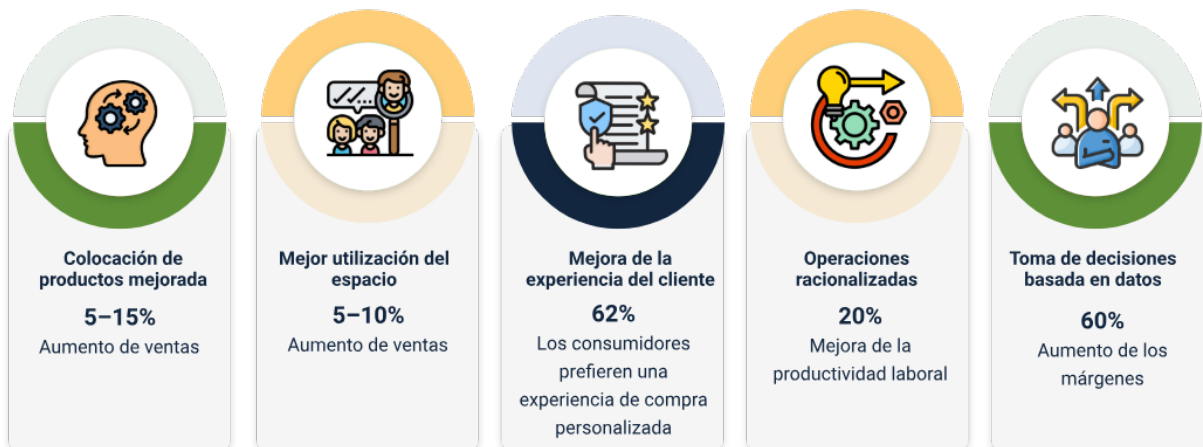 Colocación de
productos mejorada
5–15%
Aumento de ventas
Mejor utilización del
espacio
5–10%
Aumento de ventas
Mejora de la
experiencia del cliente
62%
Los consumidores
prefieren una
experiencia de compra
personalizada
Operaciones
racionalizadas
20%
Mejora de la
productividad laboral
Toma de decisiones
basada en datos
60%
Aumento de los
márgenes